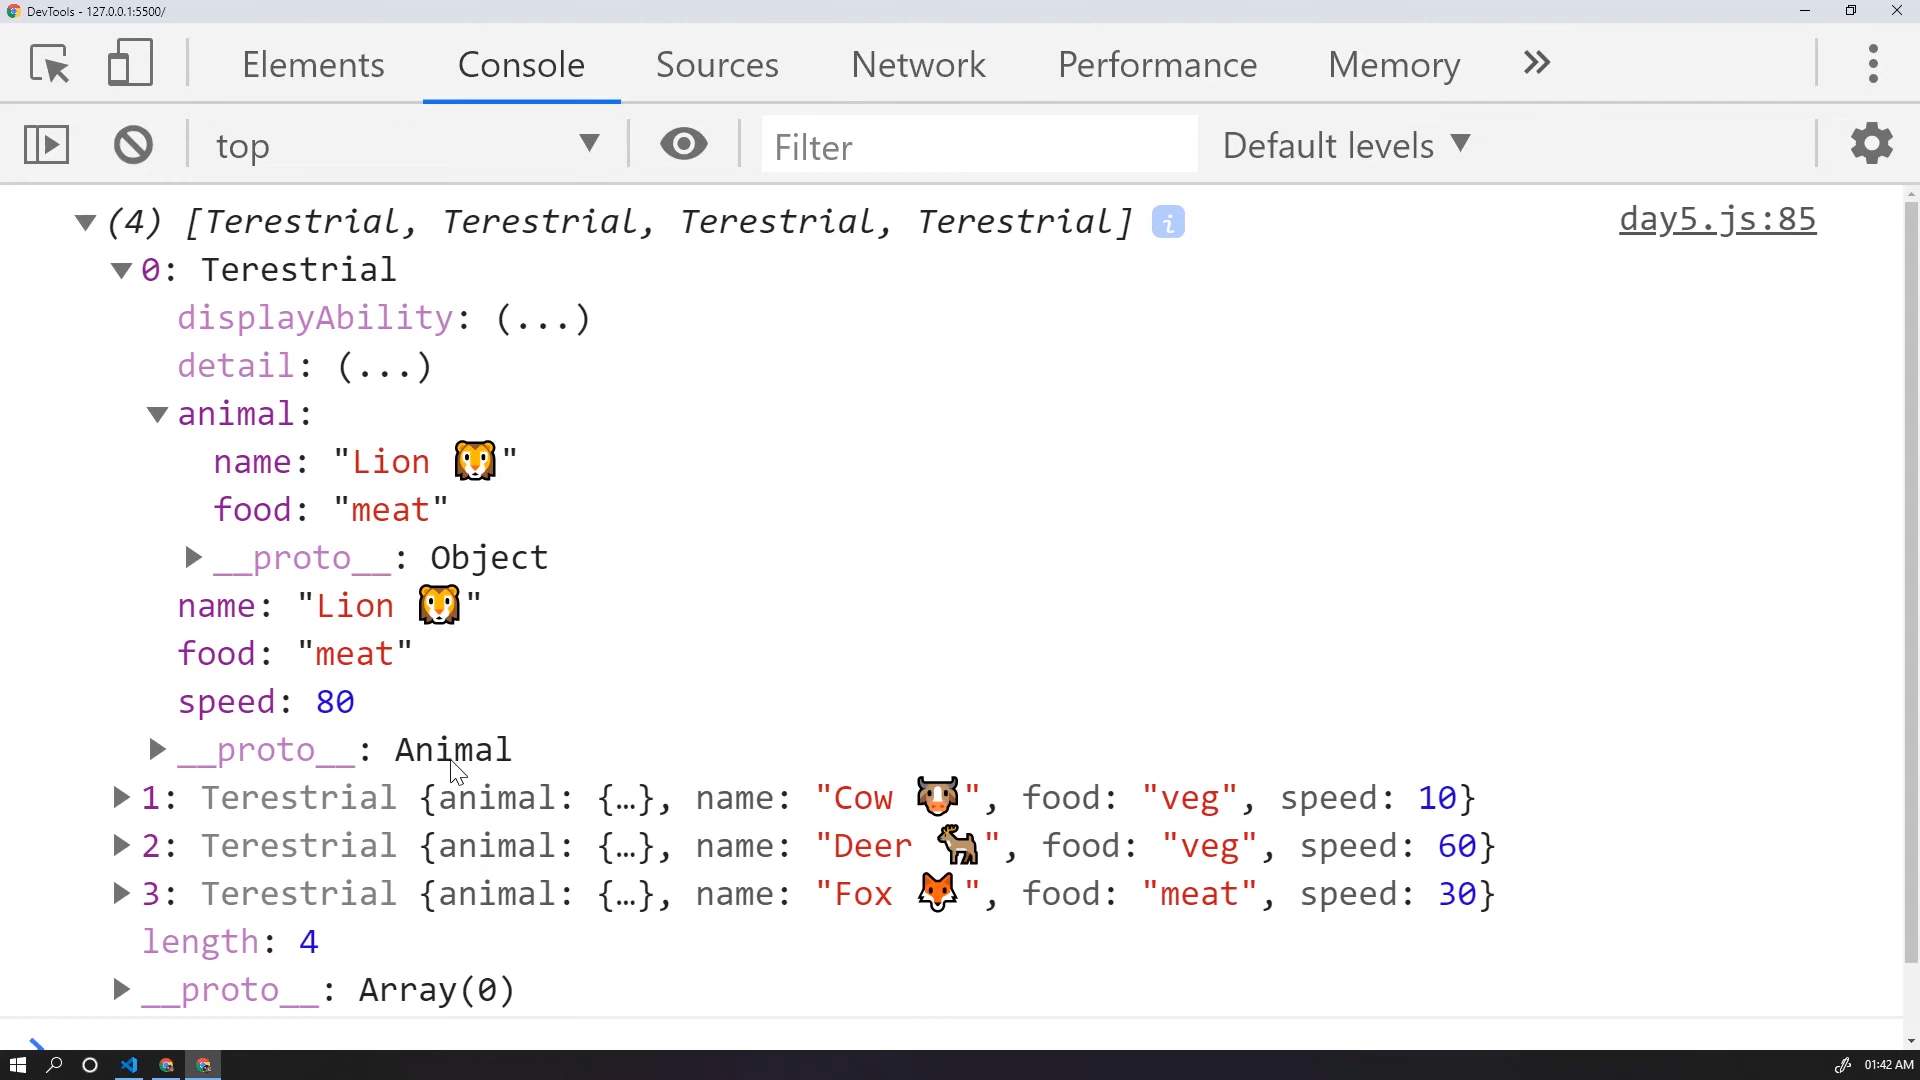 DevTools - 127.0.0.1:5500/
Elements Console Sources Network Performance Memory
top Filter Default levels
(4) [Terestrial, Terestrial, Terestrial, Terestrial] i day5.js:85
0: Terestrial
displayAbility: (...)
detail: (...)
animal:
name: "Lion 🦁"
food: "meat"
__proto__: Object
name: "Lion 🦁"
food: "meat"
speed: 80
__proto__: Animal
1: Terestrial {animal: {…}, name: "Cow 🐮", food: "veg", speed: 10}
2: Terestrial {animal: {…}, name: "Deer 🦌", food: "veg", speed: 60}
3: Terestrial {animal: {…}, name: "Fox 🦊", food: "meat", speed: 30}
length: 4
__proto__: Array(0)
01:42 AM